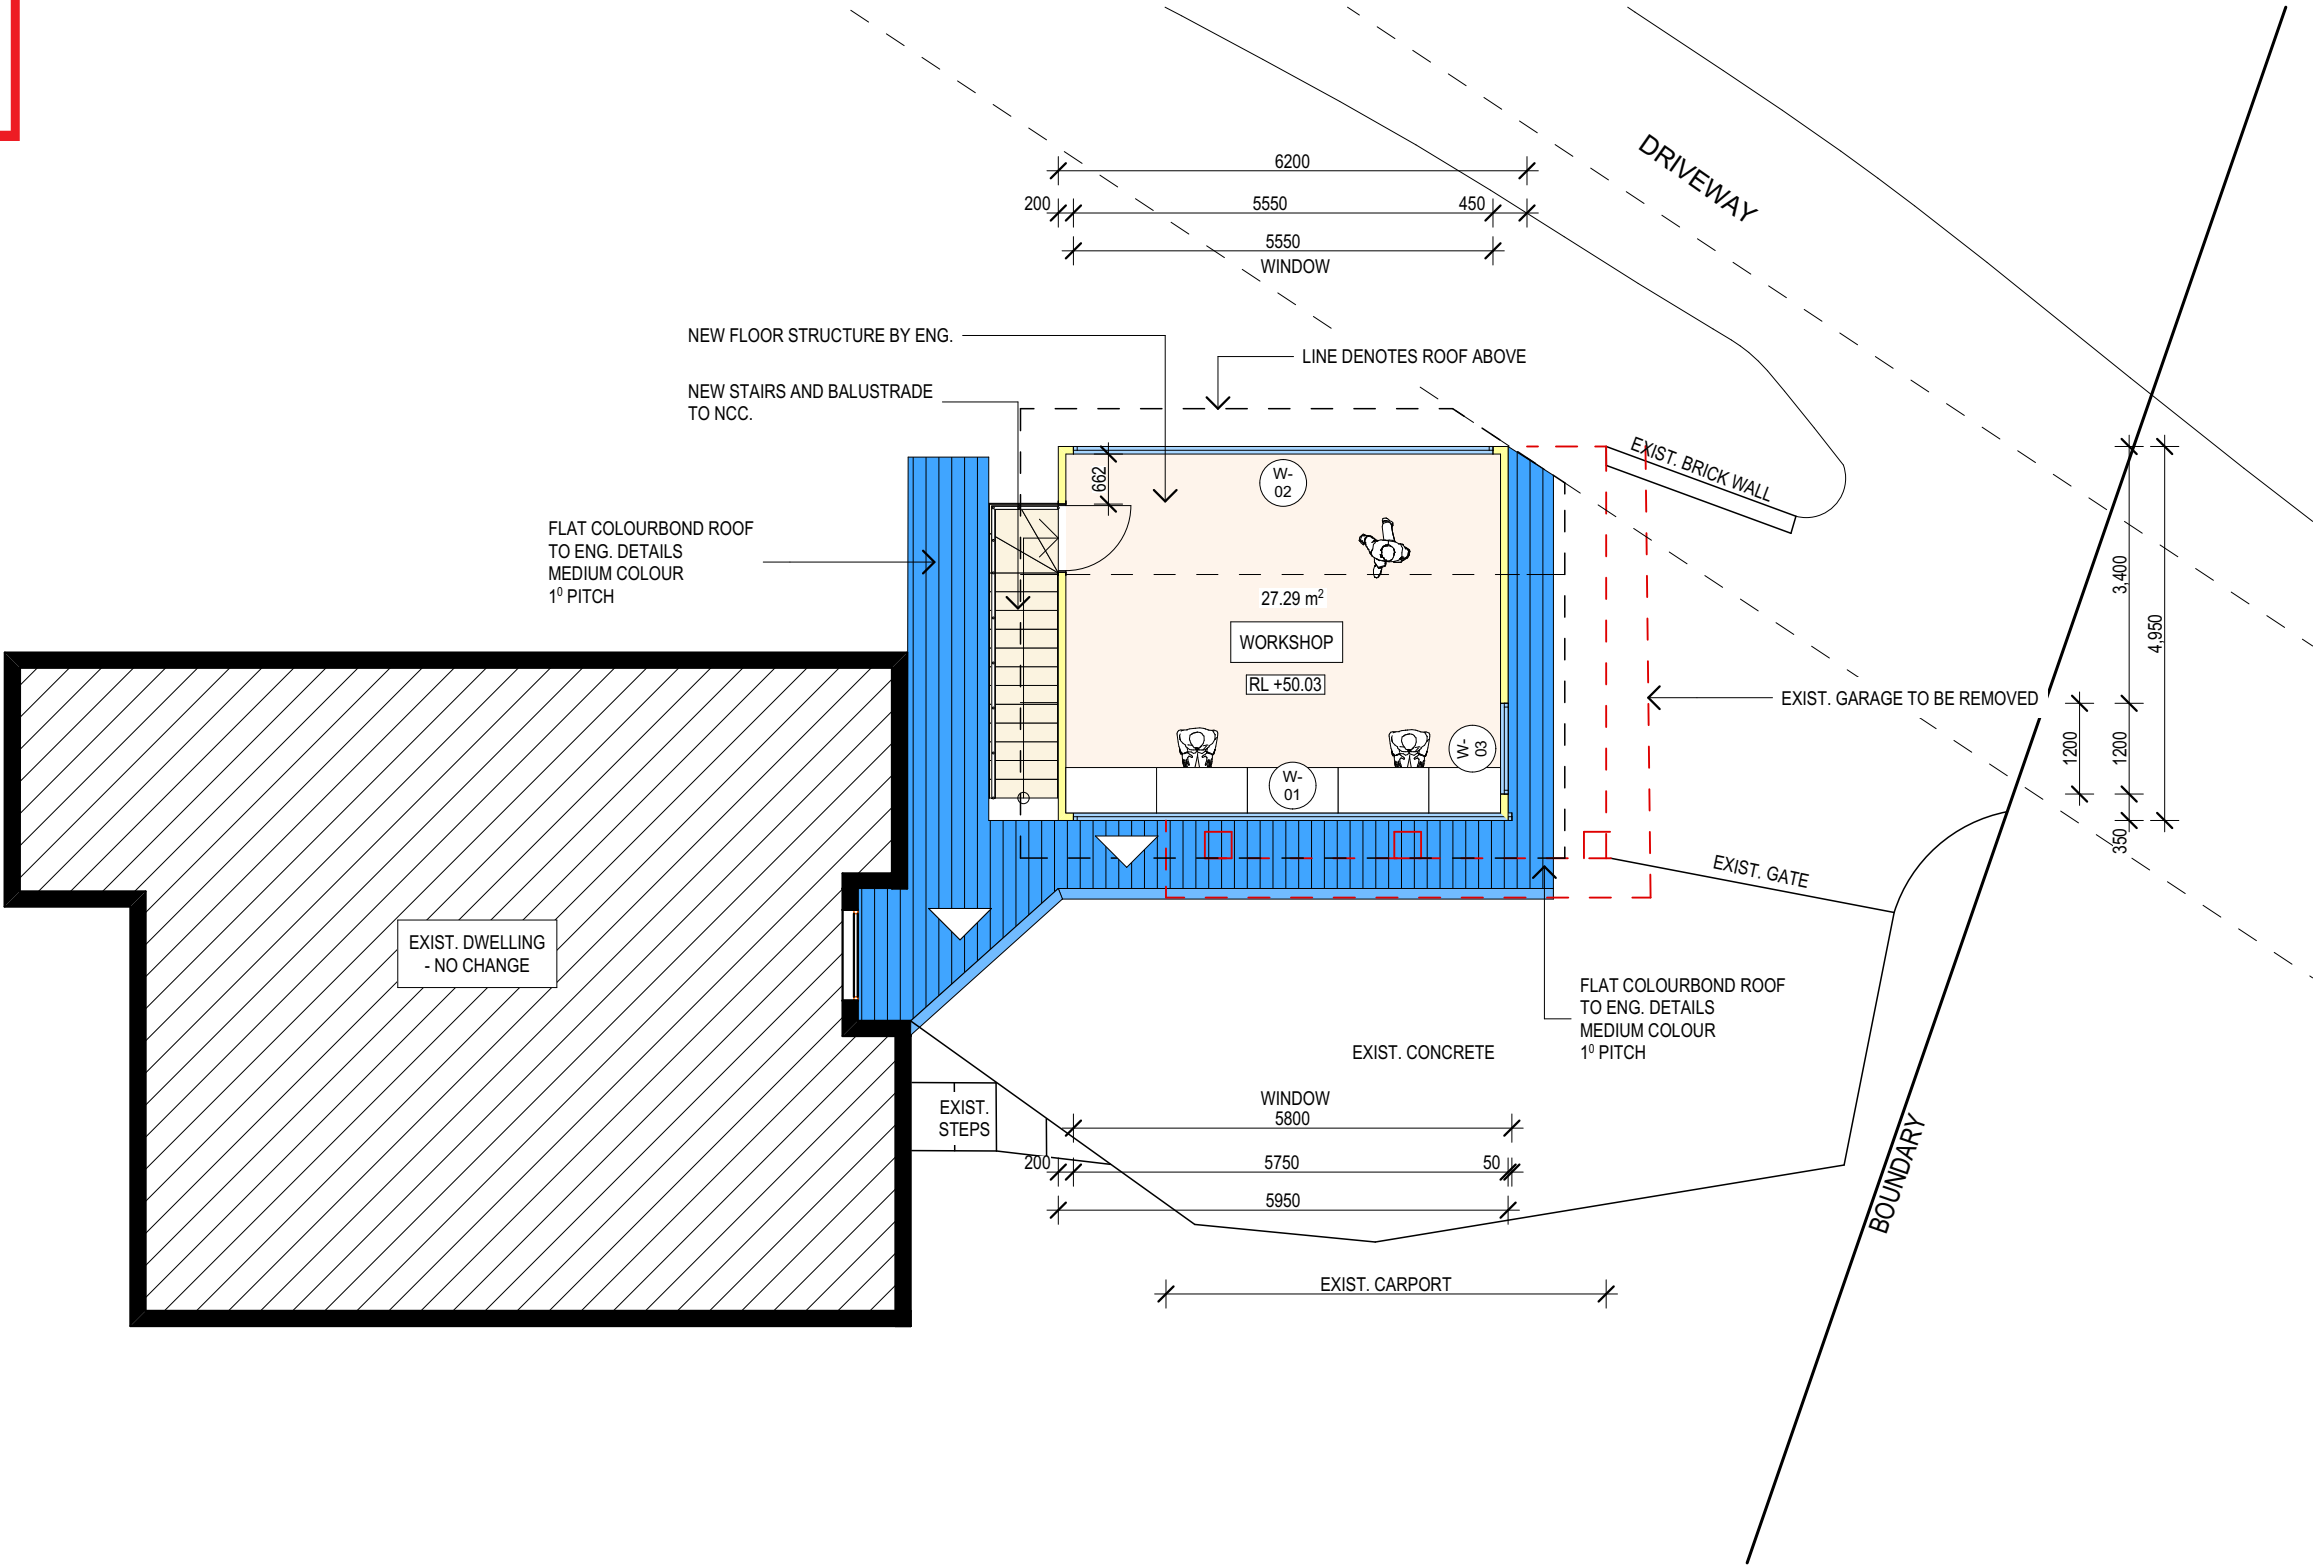 DRIVEWAY
6200
200
5550
450
5550
WINDOW
NEW FLOOR STRUCTURE BY ENG.
LINE DENOTES ROOF ABOVE
NEW STAIRS AND BALUSTRADE
TO NCC.
EXIST. BRICK WALL
662
W-
02
FLAT COLOURBOND ROOF
TO ENG. DETAILS
MEDIUM COLOUR
1⁰ PITCH
27.29 m²
WORKSHOP
RL +50.03
3,400
4,950
EXIST. GARAGE TO BE REMOVED
1200
1200
350
W-
03
W-
01
EXIST. GATE
EXIST. DWELLING
- NO CHANGE
FLAT COLOURBOND ROOF
TO ENG. DETAILS
MEDIUM COLOUR
1⁰ PITCH
EXIST. CONCRETE
EXIST.
STEPS
WINDOW
5800
200
5750
50
5950
BOUNDARY
EXIST. CARPORT